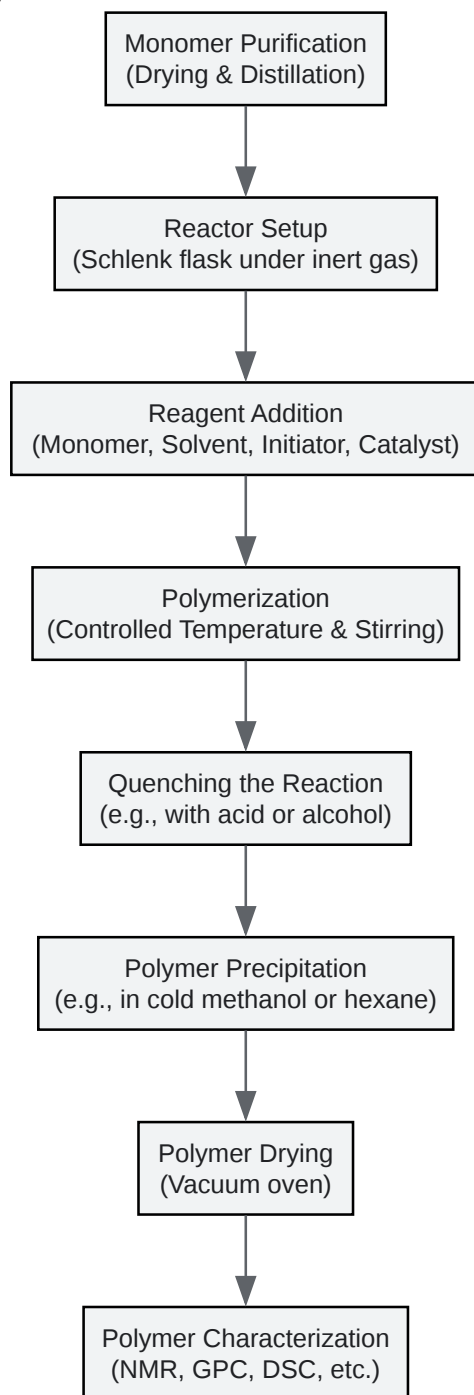 Monomer Purification
(Drying & Distillation)
Reactor Setup
(Schlenk flask under inert gas)
Reagent Addition
(Monomer, Solvent, Initiator, Catalyst)
Polymerization
(Controlled Temperature & Stirring)
Quenching the Reaction
(e.g., with acid or alcohol)
Polymer Precipitation
(e.g., in cold methanol or hexane)
Polymer Drying
(Vacuum oven)
Polymer Characterization
(NMR, GPC, DSC, etc.)